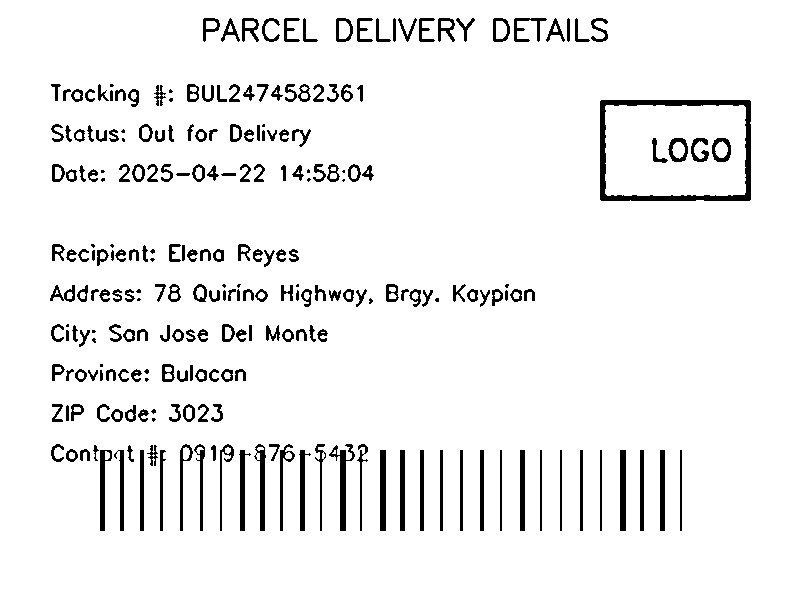 PARCEL DELIVERY DETAILS
Tracking #: BUL2474582361
Status: Out for Delivery
Date: 2025-04-22 14:58:04
LOGO
Recipient: Elena Reyes
Address: 78 Quirino Highway, Brgy. Kaypian
City: San Jose Del Monte
Province: Bulacan
ZIP Code: 3023
Contact #: 0919-876-5432